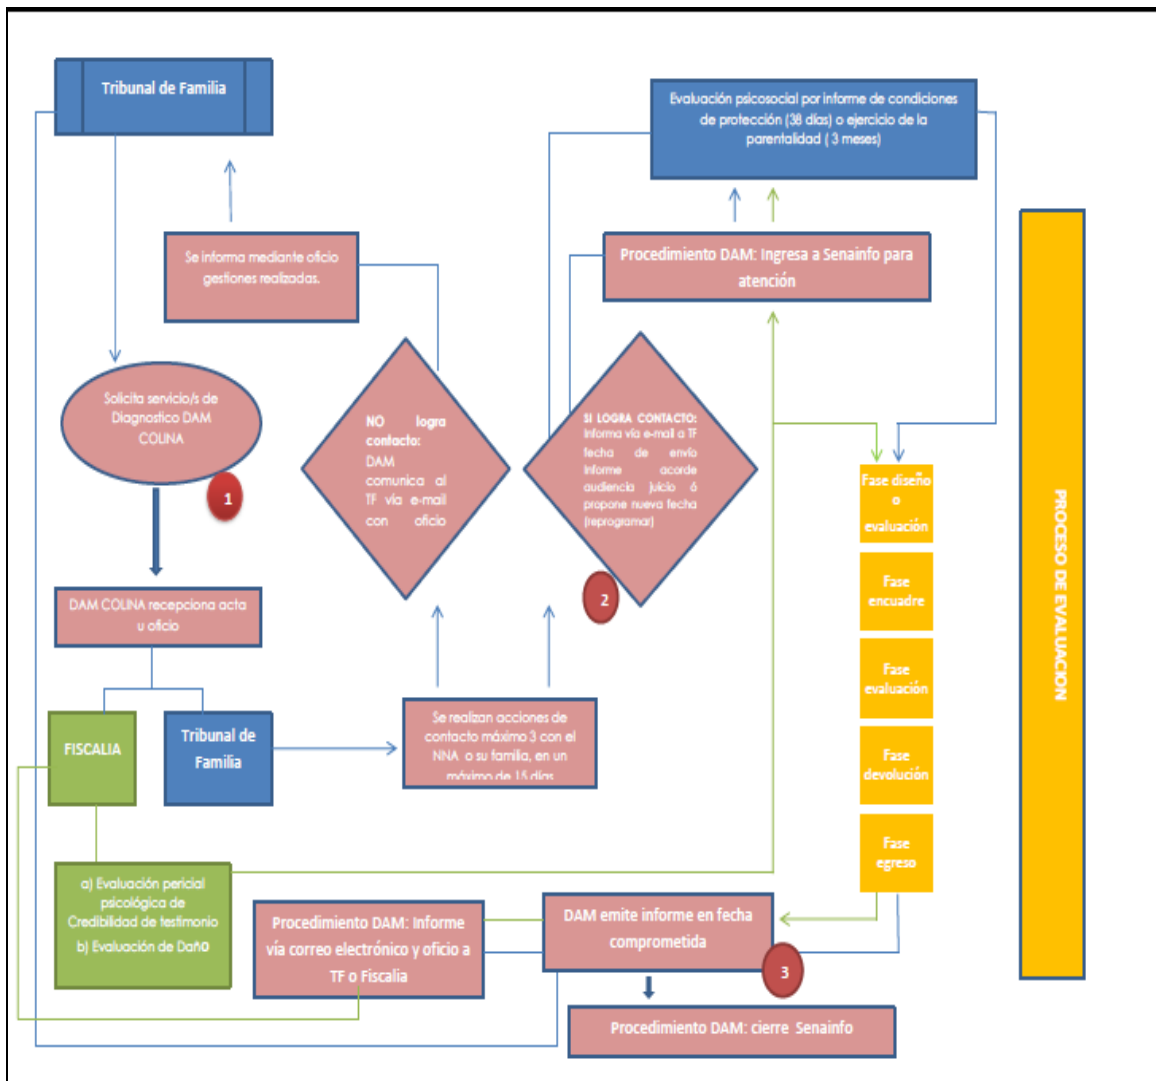 Tribunal de Familia
Evaluación psicosocial por informe de condiciones
de protección (38 días) o ejercicio de la
parentalidad ( 3 meses)
Se informa mediante oficio
gestiones realizadas.
Procedimiento DAM: Ingresa a Senainfo para
atención
Solicita servicio/s de
Diagnostico DAM
COLINA
1
NO logra
contacto:
DAM
comunica al
TF vía e-mail
con oficio
SI LOGRA CONTACTO:
Informa vía e-mail a TF
fecha de envío
Informe acorde
audiencia juicio ó
propone nueva fecha
(reprogramar)
2
Fase diseño
o
evaluación
Fase
encuadre
Fase
evaluación
Fase
devolución
Fase
egreso
PROCESO DE EVALUACION
DAM COLINA recepciona acta
u oficio
FISCALIA
Tribunal de
Familia
Se realizan acciones de
contacto máximo 3 con el
NNA o su familia, en un
máximo de 15 días
a) Evaluación pericial
psicológica de
Credibilidad de testimonio
b) Evaluación de Daño
Procedimiento DAM: Informe
vía correo electrónico y oficio a
TF o Fiscalia
DAM emite informe en fecha
comprometida
3
Procedimiento DAM: cierre Senainfo